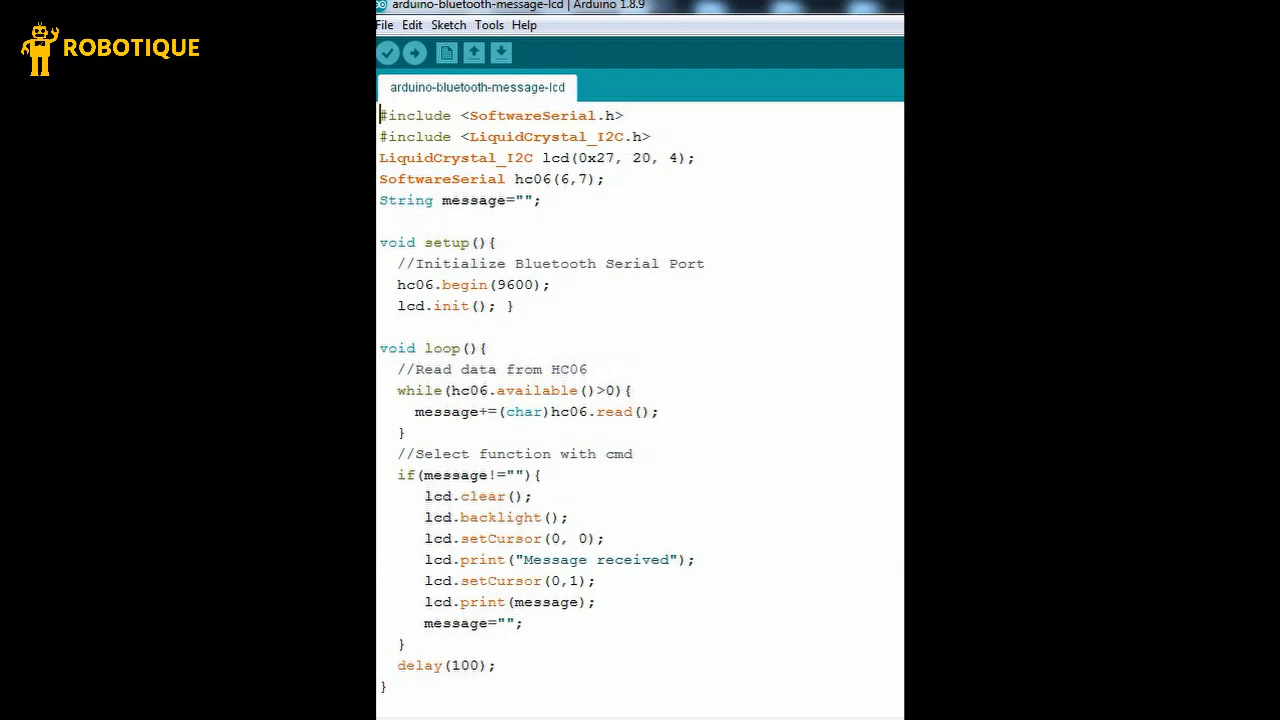 ROBOTIQUE
arduino-bluetooth-message-lcd | Arduino 1.8.9
File Edit Sketch Tools Help
arduino-bluetooth-message-lcd
#include <SoftwareSerial.h>
#include <LiquidCrystal_I2C.h>
LiquidCrystal_I2C lcd(0x27, 20, 4);
SoftwareSerial hc06(6,7);
String message="";
void setup(){
//Initialize Bluetooth Serial Port
hc06.begin(9600);
lcd.init(); }
void loop(){
//Read data from HC06
while(hc06.available()>0){
message+=(char)hc06.read();
}
//Select function with cmd
if(message!=""){
lcd.clear();
lcd.backlight();
lcd.setCursor(0, 0);
lcd.print("Message received");
lcd.setCursor(0,1);
lcd.print(message);
message="";
}
delay(100);
}